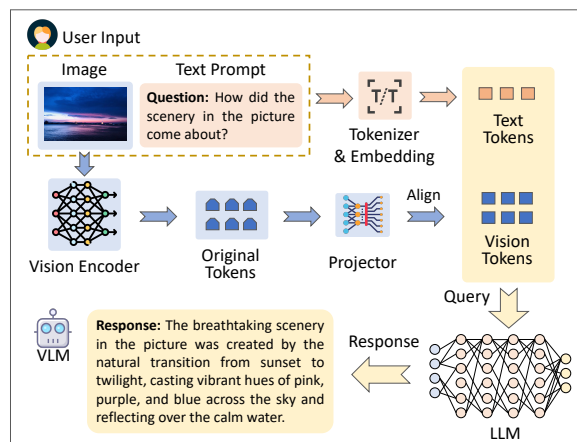 User Input
Image
Text Prompt
Question: How did the
scenery in the picture
come about?
T/T
Tokenizer
& Embedding
Text
Tokens
Vision Encoder
Original
Tokens
Projector
Align
Vision
Tokens
Query
VLM
Response: The breathtaking scenery
in the picture was created by the
natural transition from sunset to
twilight, casting vibrant hues of pink,
purple, and blue across the sky and
reflecting over the calm water.
Response
LLM